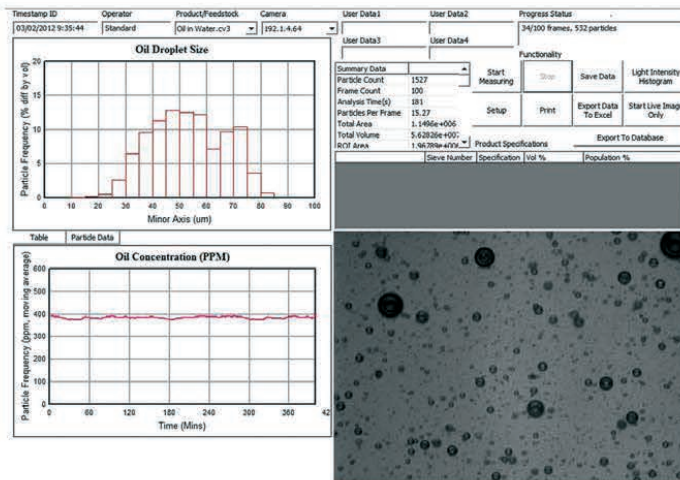 Timestamp ID Operator Product/Feedstock Camera User Data1 User Data2 Progress Status
03/02/2012 9:35:44 Standard Oil in Water.cv3 192.1.4.64 34/100 frames, 532 particles
User Data3 User Data4 Functionality
Oil Droplet Size
Particle Frequency (% diff by vol)
20
15
10
5
0
0 10 20 30 40 50 60 70 80 90 100
Minor Axis (um)
Summary Data
Particle Count 1527
Frame Count 100
Analysis Time(s) 181
Particles Per Frame 15.27
Total Area 1.1496e+006
Total Volume 5.62826e+007
ROI Area
Start Measuring Stop Save Data Light Intensity Histogram
Setup Print Export Data To Excel Start Live Image Only
Product Specifications Export To Database
Sieve Number Specification Vol % Population %
Table Particle Data
Oil Concentration (PPM)
Particle Frequency (ppm, moving average)
600
500
400
300
200
100
0
0 60 120 180 240 300 360 42
Time (Mins)